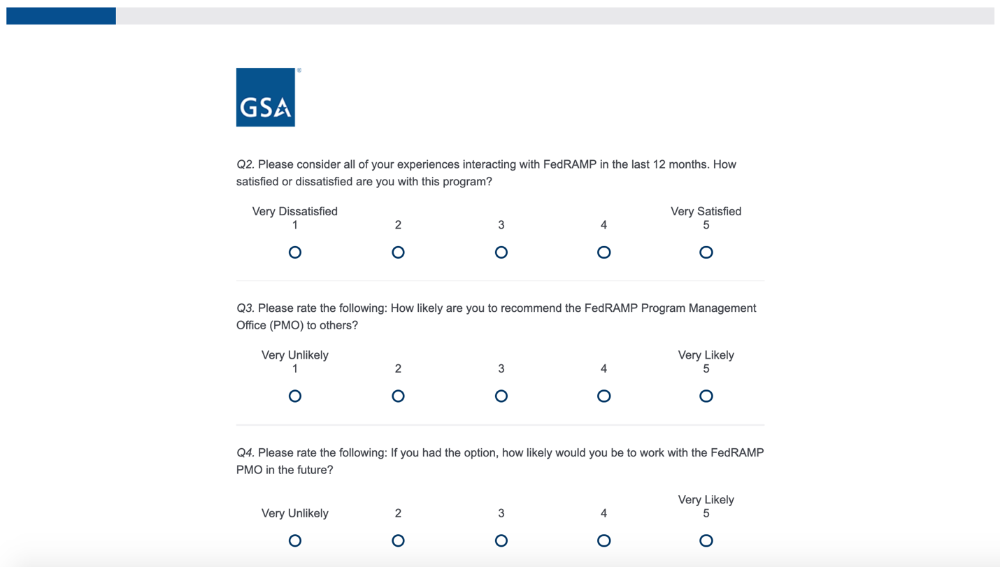 GSA®
Q2. Please consider all of your experiences interacting with FedRAMP in the last 12 months. How
satisfied or dissatisfied are you with this program?
Very Dissatisfied Very Satisfied
1 2 3 4 5
Q3. Please rate the following: How likely are you to recommend the FedRAMP Program Management
Office (PMO) to others?
Very Unlikely Very Likely
1 2 3 4 5
Q4. Please rate the following: If you had the option, how likely would you be to work with the FedRAMP
PMO in the future?
Very Likely
Very Unlikely 2 3 4 5